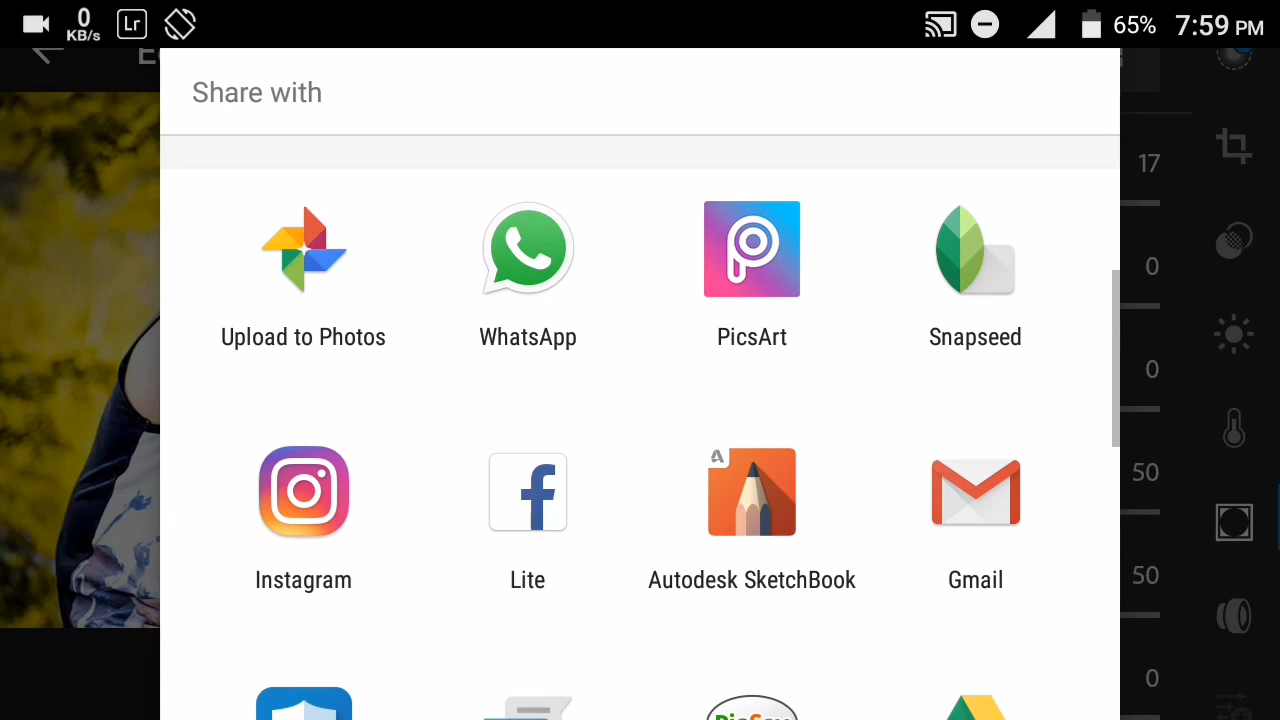 0
KB/s
Lr
65%
7:59 PM
Share with
17
Upload to Photos
WhatsApp
PicsArt
Snapseed
0
0
50
Instagram
Lite
Autodesk SketchBook
Gmail
50
0